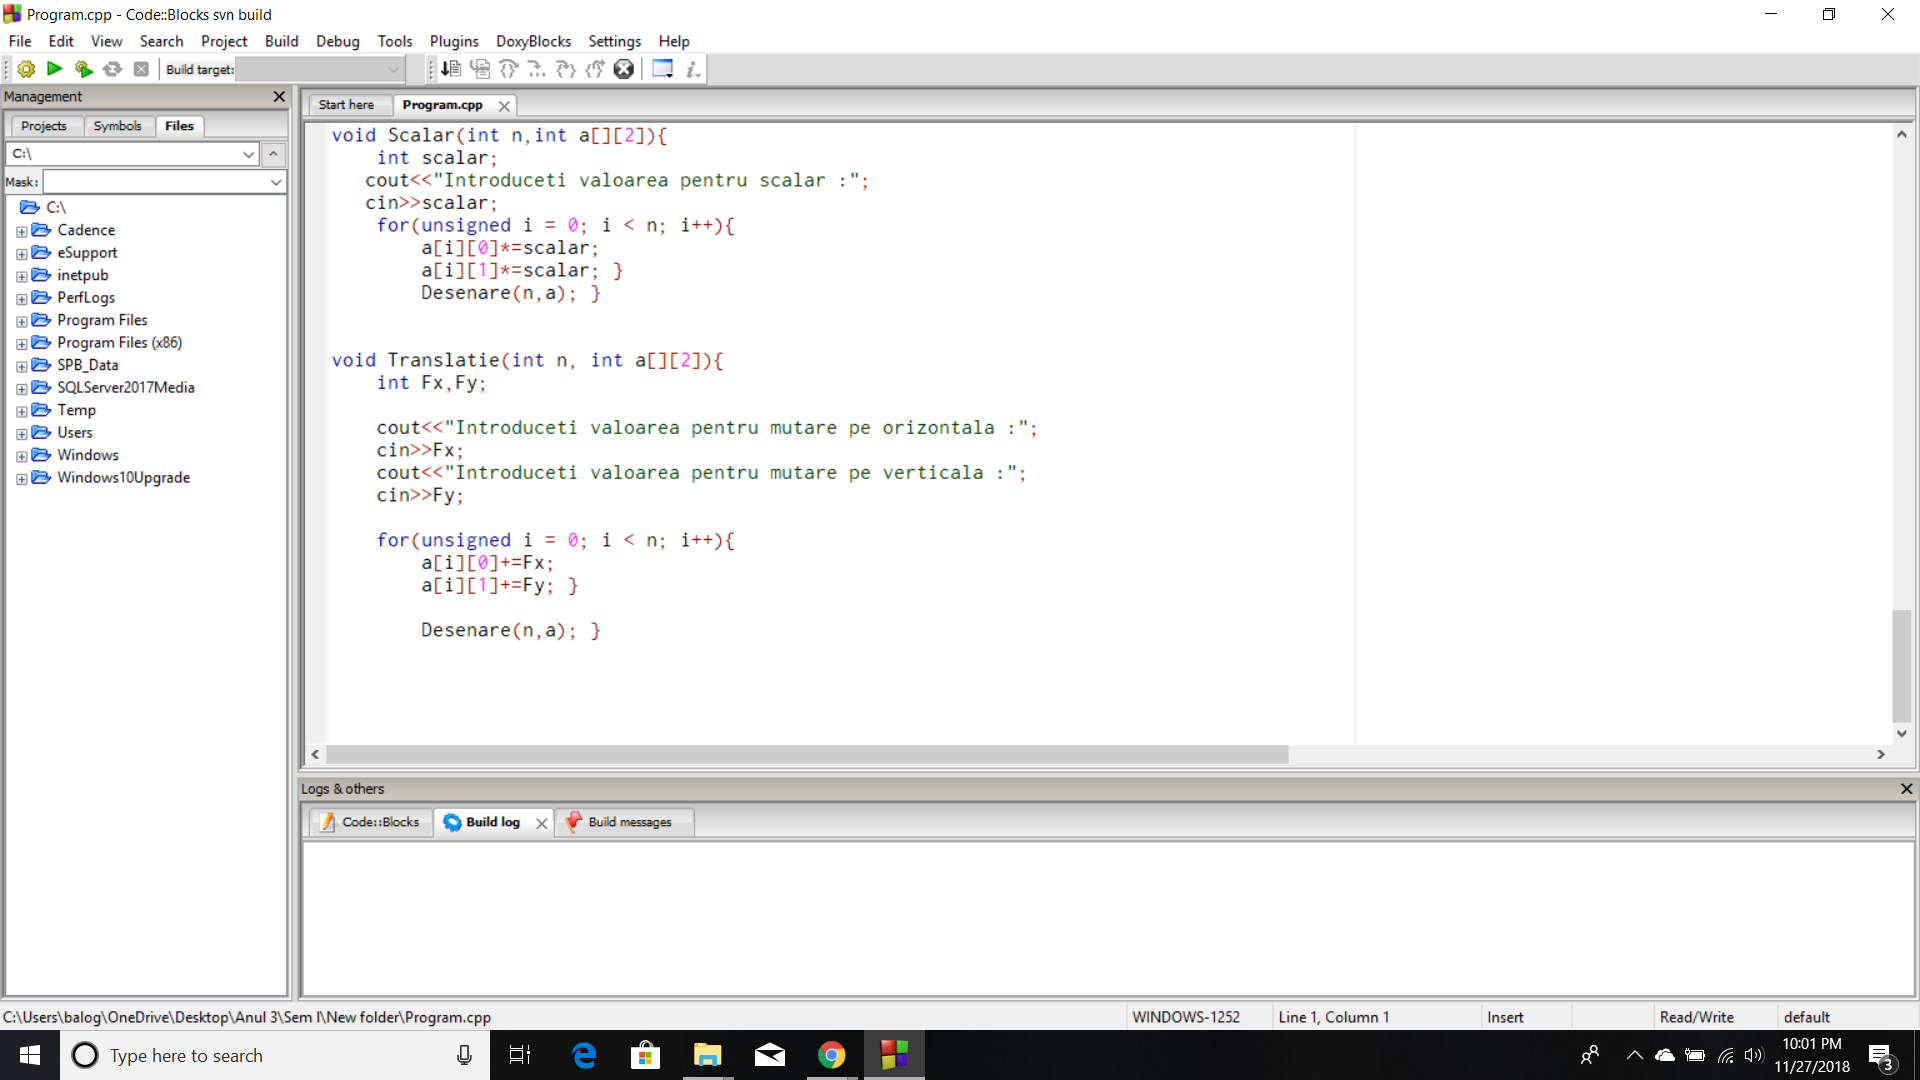 Program.cpp - Code::Blocks svn build
File Edit View Search Project Build Debug Tools Plugins DoxyBlocks Settings Help
Build target:
Management
Projects Symbols Files
C:\
Mask:
C:\
Cadence
eSupport
inetpub
PerfLogs
Program Files
Program Files (x86)
SPB_Data
SQLServer2017Media
Temp
Users
Windows
Windows10Upgrade
Start here Program.cpp
void Scalar(int n,int a[][2]){
    int scalar;
   cout<<"Introduceti valoarea pentru scalar :";
   cin>>scalar;
    for(unsigned i = 0; i < n; i++){
        a[i][0]*=scalar;
        a[i][1]*=scalar; }
        Desenare(n,a); }
void Translatie(int n, int a[][2]){
    int Fx,Fy;
    cout<<"Introduceti valoarea pentru mutare pe orizontala :";
    cin>>Fx;
    cout<<"Introduceti valoarea pentru mutare pe verticala :";
    cin>>Fy;
    for(unsigned i = 0; i < n; i++){
        a[i][0]+=Fx;
        a[i][1]+=Fy; }
        Desenare(n,a); }
Logs & others
Code::Blocks Build log Build messages
C:\Users\balog\OneDrive\Desktop\Anul 3\Sem I\New folder\Program.cpp WINDOWS-1252 Line 1, Column 1 Insert Read/Write default
Type here to search
10:01 PM
11/27/2018
3